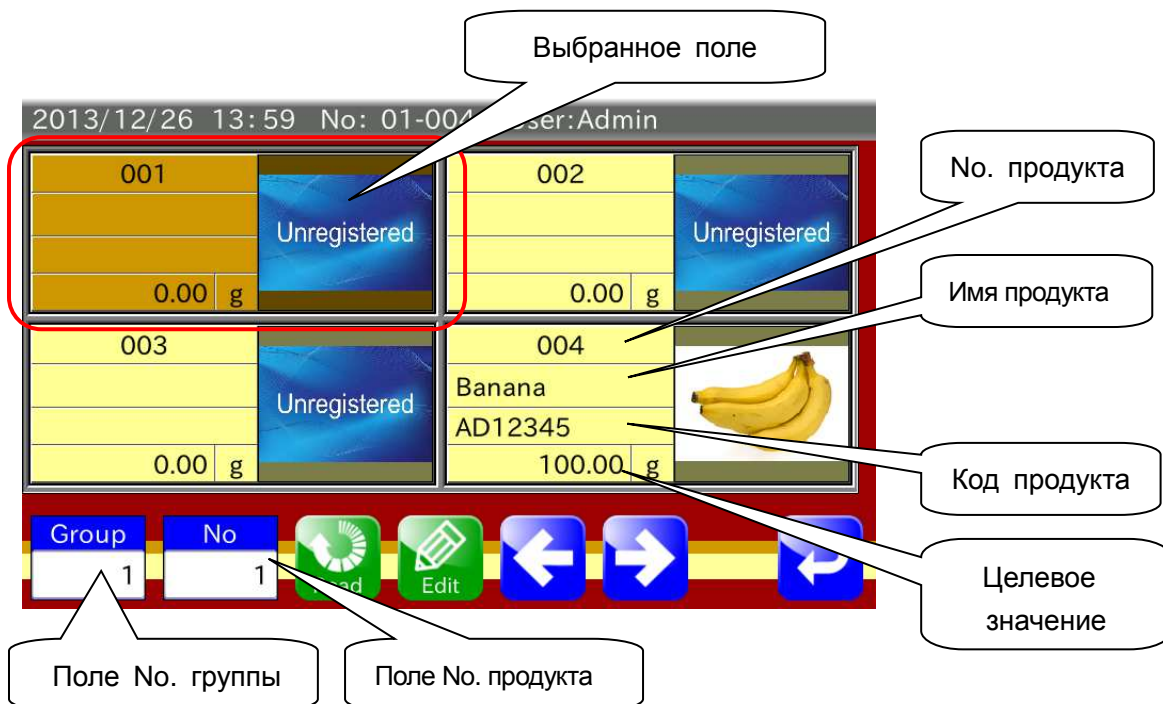 Выбранное поле
2013/12/26 13:59 No: 01-004 User:Admin
001
Unregistered
0.00 g
002
Unregistered
0.00 g
No. продукта
Имя продукта
003
Unregistered
0.00 g
004
Banana
AD12345
100.00 g
Код продукта
Целевое
значение
Group
1
No
1
Read
Edit
Поле No. группы
Поле No. продукта